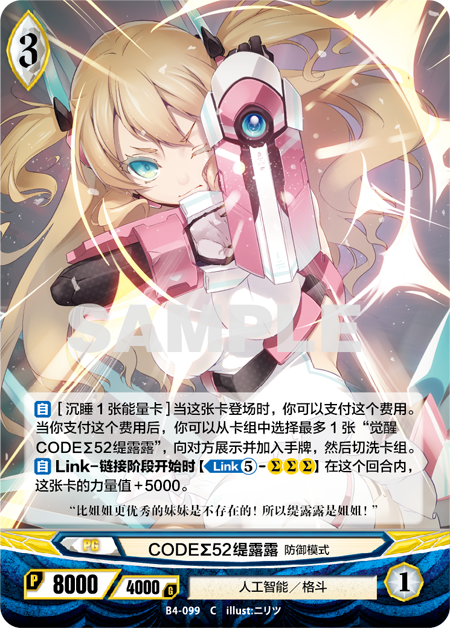 3
SAMPLE
自 [沉睡1张能量卡] 当这张卡登场时，你可以支付这个费用。
当你支付这个费用后，你可以从卡组中选择最多1张“觉醒
CODEΣ52缇露露”，向对方展示并加入手牌，然后切洗卡组。
自 Link-链接阶段开始时【Link⑤-ΣΣΣ】在这个回合内，
这张卡的力量值+5000。
“比姐姐更优秀的妹妹是不存在的！所以缇露露是姐姐！”
PG
CODEΣ52缇露露 防御模式
P 8000 / 4000 G
人工智能／格斗
1
B4-099 C illust:ニリツ